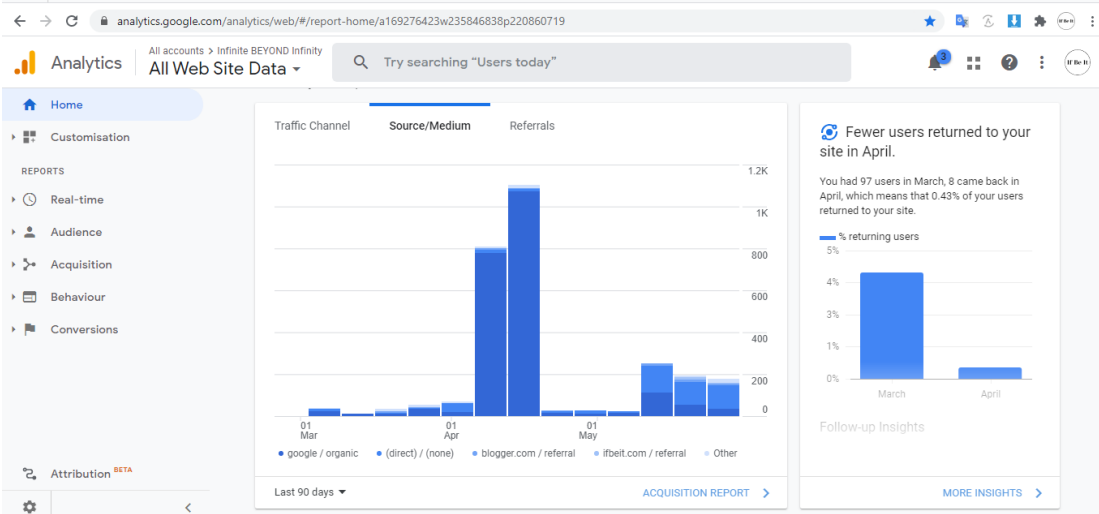 analytics.google.com/analytics/web/#/report-home/a169276423w235846838p220860719
Analytics
All accounts > Infinite BEYOND Infinity
All Web Site Data
Try searching “Users today”
3
If Be It
Home
Customisation
REPORTS
Real-time
Audience
Acquisition
Behaviour
Conversions
Attribution BETA
Traffic Channel
Source/Medium
Referrals
1.2K
1K
800
600
400
200
0
01 01 01
Mar Apr May
google / organic (direct) / (none) blogger.com / referral ifbeit.com / referral Other
Last 90 days
ACQUISITION REPORT
Fewer users returned to your
site in April.
You had 97 users in March, 8 came back in
April, which means that 0.43% of your users
returned to your site.
% returning users
5%
4%
3%
1%
0%
March April
Follow-up Insights
MORE INSIGHTS